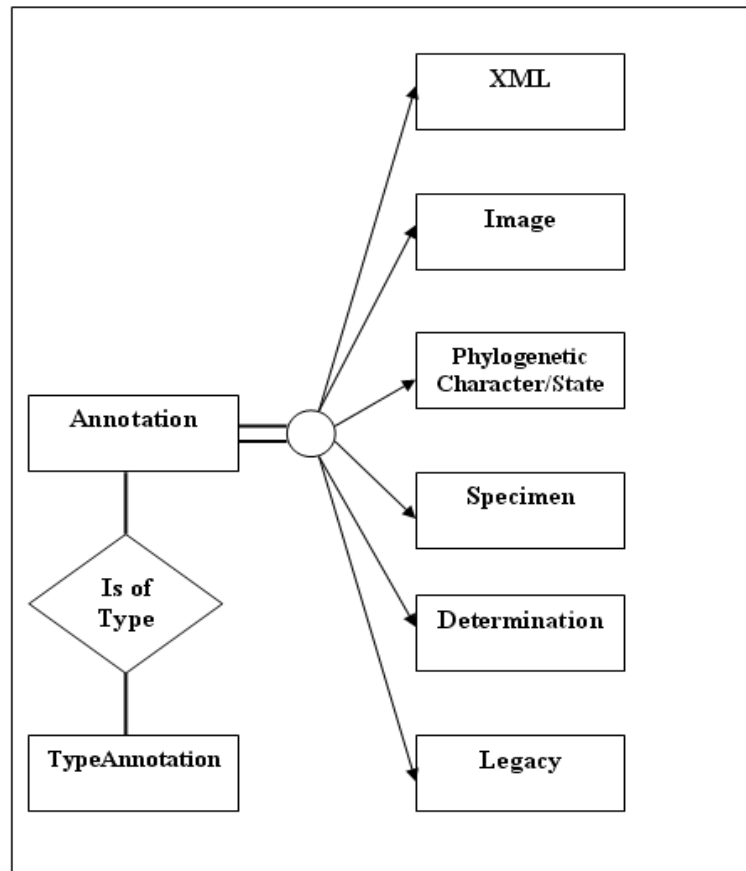 XML
Image
Phylogenetic
Character/State
Annotation
Specimen
Is of
Type
Determination
TypeAnnotation
Legacy